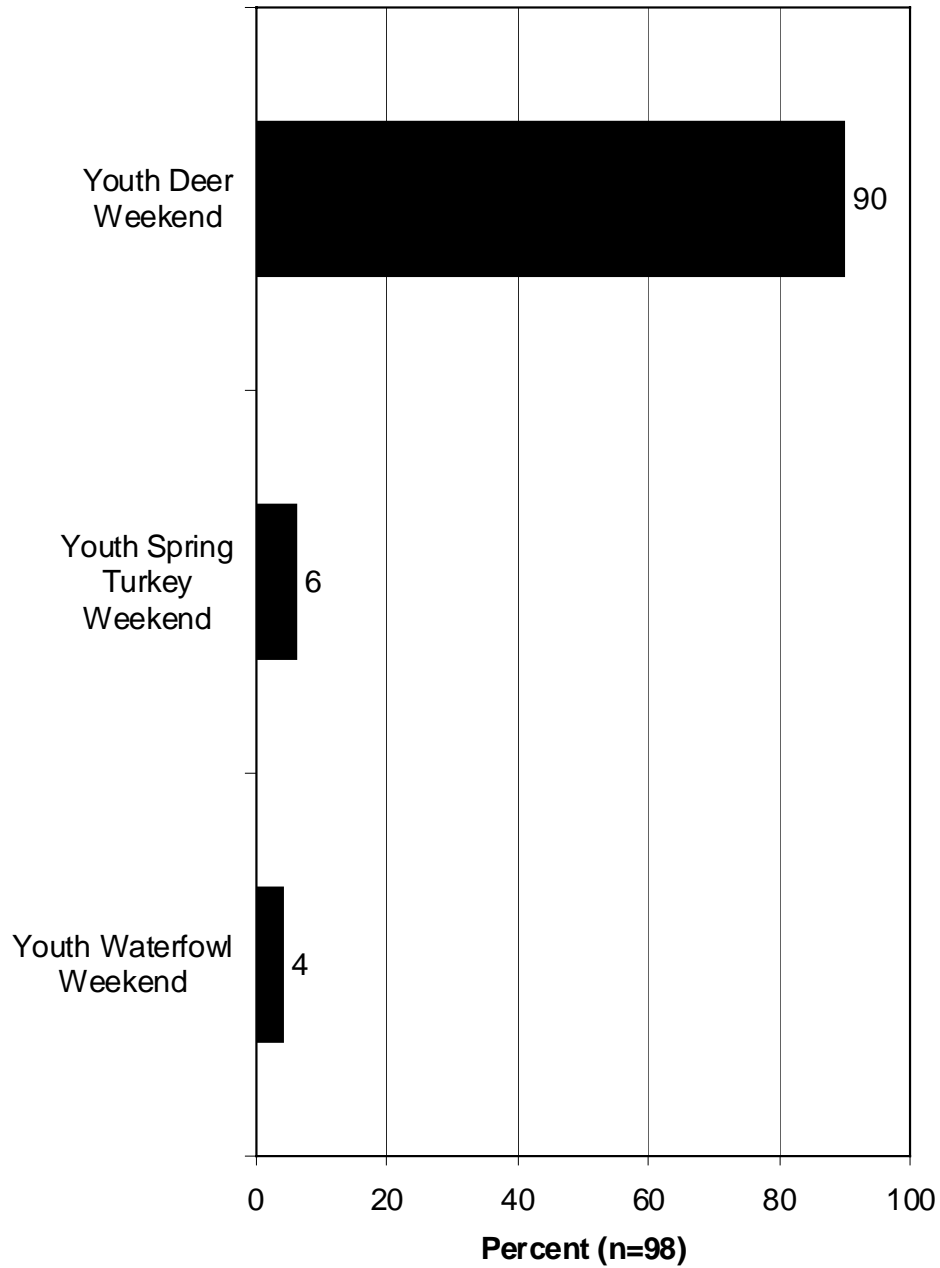 Youth Deer
Weekend
90
Youth Spring
Turkey
Weekend
6
Youth Waterfowl
Weekend
4
0 20 40 60 80 100
Percent (n=98)